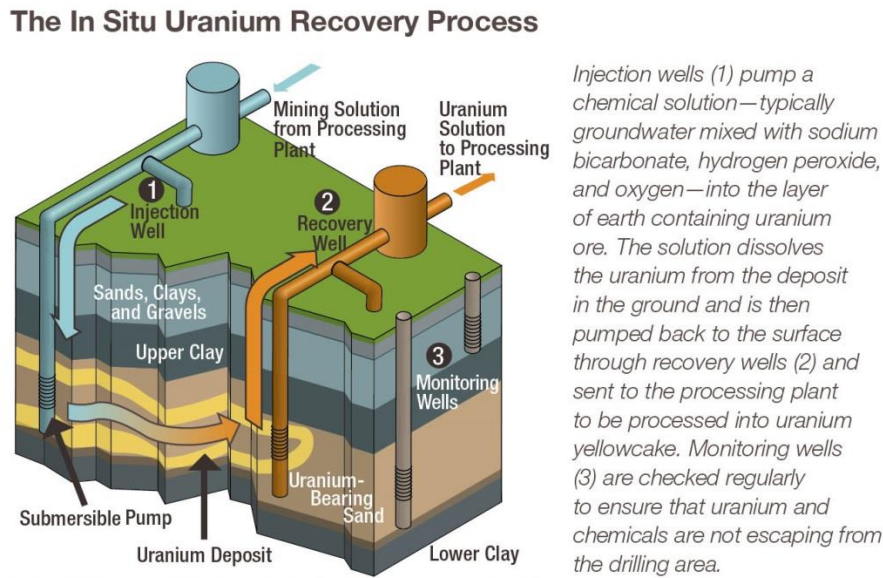 The In Situ Uranium Recovery Process
Mining Solution
from Processing
Plant
Uranium
Solution
to Processing
Plant
1
Injection
Well
2
Recovery
Well
Sands, Clays,
and Gravels
Upper Clay
3
Monitoring
Wells
Uranium-
Bearing
Sand
Submersible Pump
Uranium Deposit
Lower Clay
Injection wells (1) pump a
chemical solution—typically
groundwater mixed with sodium
bicarbonate, hydrogen peroxide,
and oxygen—into the layer
of earth containing uranium
ore. The solution dissolves
the uranium from the deposit
in the ground and is then
pumped back to the surface
through recovery wells (2) and
sent to the processing plant
to be processed into uranium
yellowcake. Monitoring wells
(3) are checked regularly
to ensure that uranium and
chemicals are not escaping from
the drilling area.